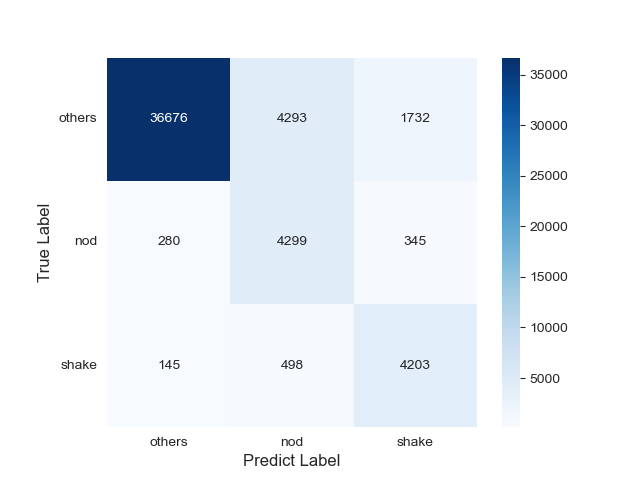 others 36676 4293 1732
nod 280 4299 345
shake 145 498 4203
others nod shake
Predict Label
True Label
35000
30000
25000
20000
15000
10000
5000